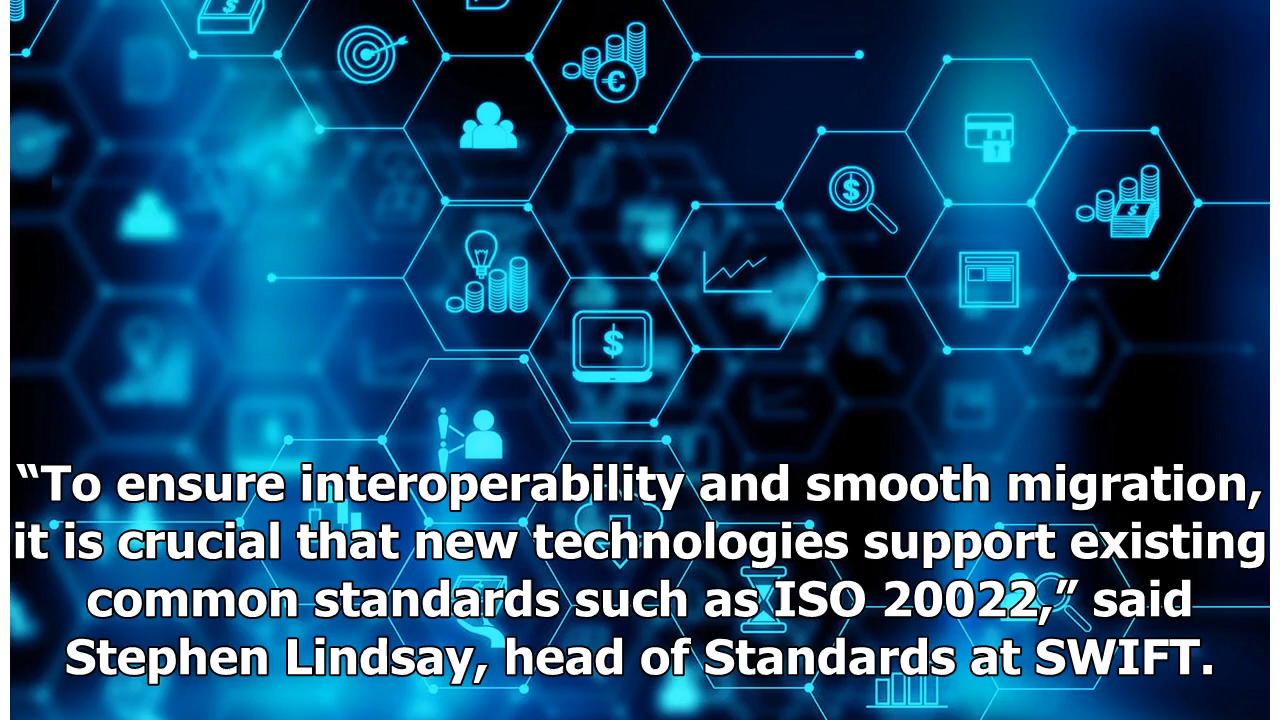 “To ensure interoperability and smooth migration,
it is crucial that new technologies support existing
common standards such as ISO 20022,” said
Stephen Lindsay, head of Standards at SWIFT.